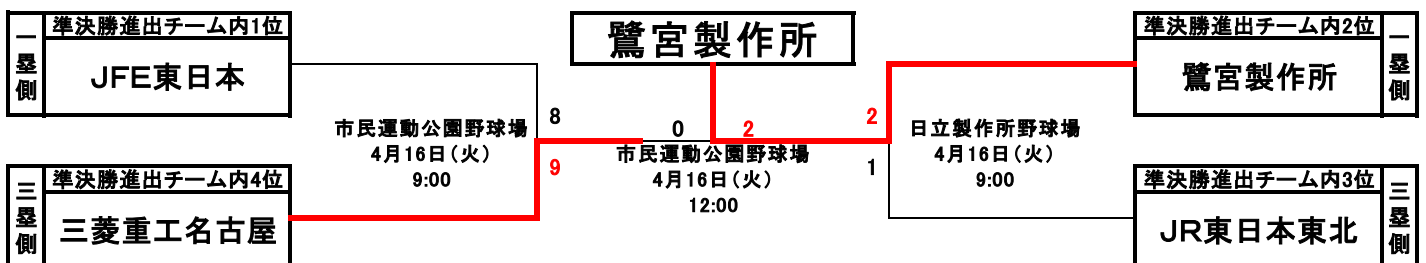 一塁側
準決勝進出チーム内1位
JFE東日本
三塁側
準決勝進出チーム内4位
三菱重工名古屋
市民運動公園野球場
4月16日(火)
9:00
8
9
鷺宮製作所
0
2
市民運動公園野球場
4月16日(火)
12:00
2
1
日立製作所野球場
4月16日(火)
9:00
準決勝進出チーム内2位
鷺宮製作所
一塁側
準決勝進出チーム内3位
JR東日本東北
三塁側